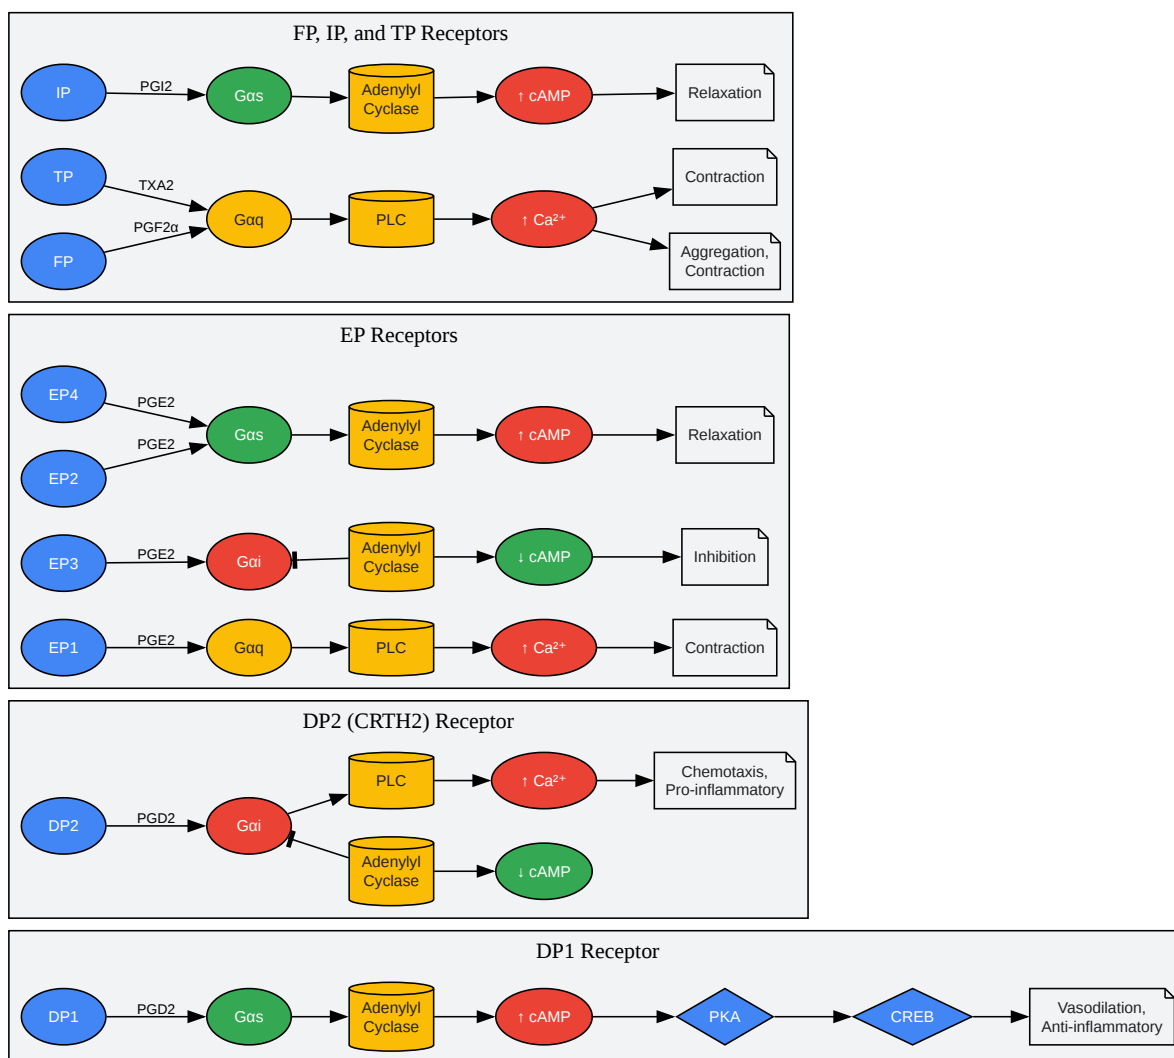 FP, IP, and TP Receptors
IP
PGI2
Gαs
Adenylyl
Cyclase
↑ cAMP
Relaxation
TP
TXA2
FP
PGF2α
Gαq
PLC
↑ Ca²⁺
Contraction
Aggregation,
Contraction
EP Receptors
EP4
PGE2
EP2
PGE2
Gαs
Adenylyl
Cyclase
↑ cAMP
Relaxation
EP3
PGE2
Gαi
Adenylyl
Cyclase
↓ cAMP
Inhibition
EP1
PGE2
Gαq
PLC
↑ Ca²⁺
Contraction
DP2 (CRTH2) Receptor
DP2
PGD2
Gαi
PLC
↑ Ca²⁺
Chemotaxis,
Pro-inflammatory
Adenylyl
Cyclase
↓ cAMP
DP1 Receptor
DP1
PGD2
Gαs
Adenylyl
Cyclase
↑ cAMP
PKA
CREB
Vasodilation,
Anti-inflammatory